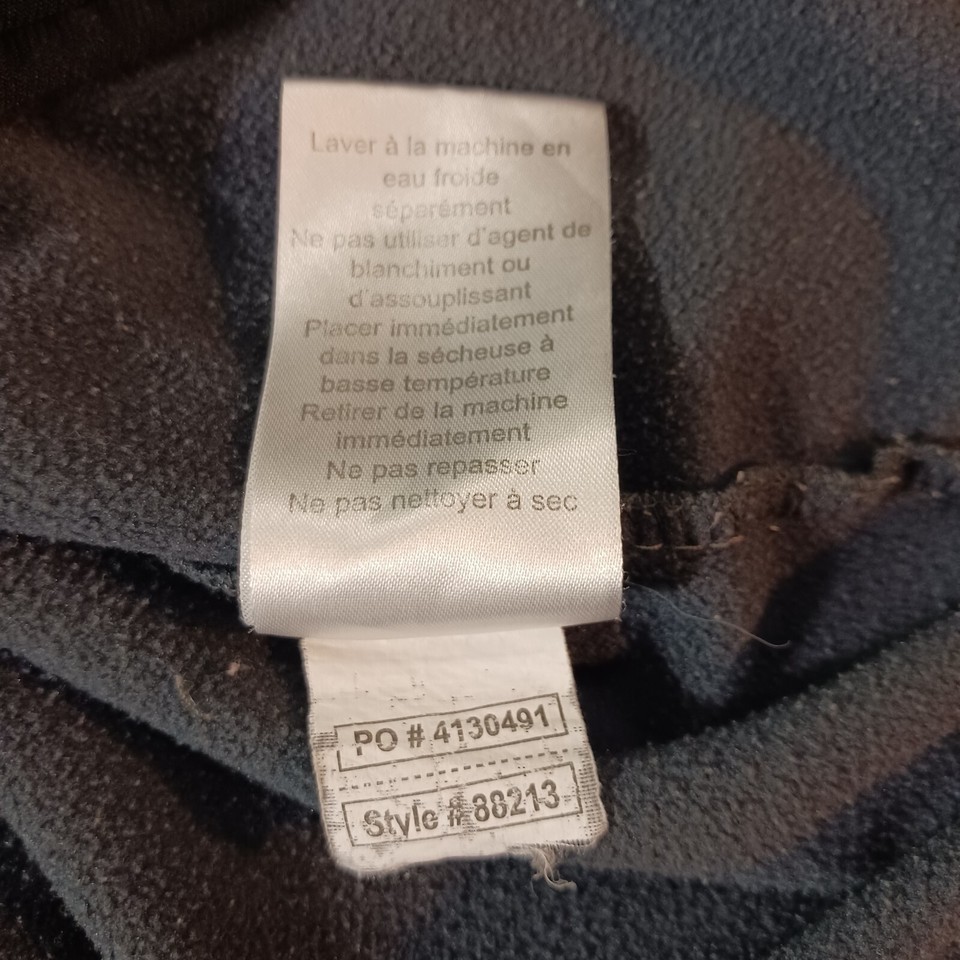 Laver à la machine en
eau froide
séparément
Ne pas utiliser d'agent de
blanchiment ou
d'assouplissant
Placer immédiatement
dans la sécheuse à
basse température
Retirer de la machine
immédiatement
Ne pas repasser
Ne pas nettoyer à sec
PO # 4130491
Style # 88213